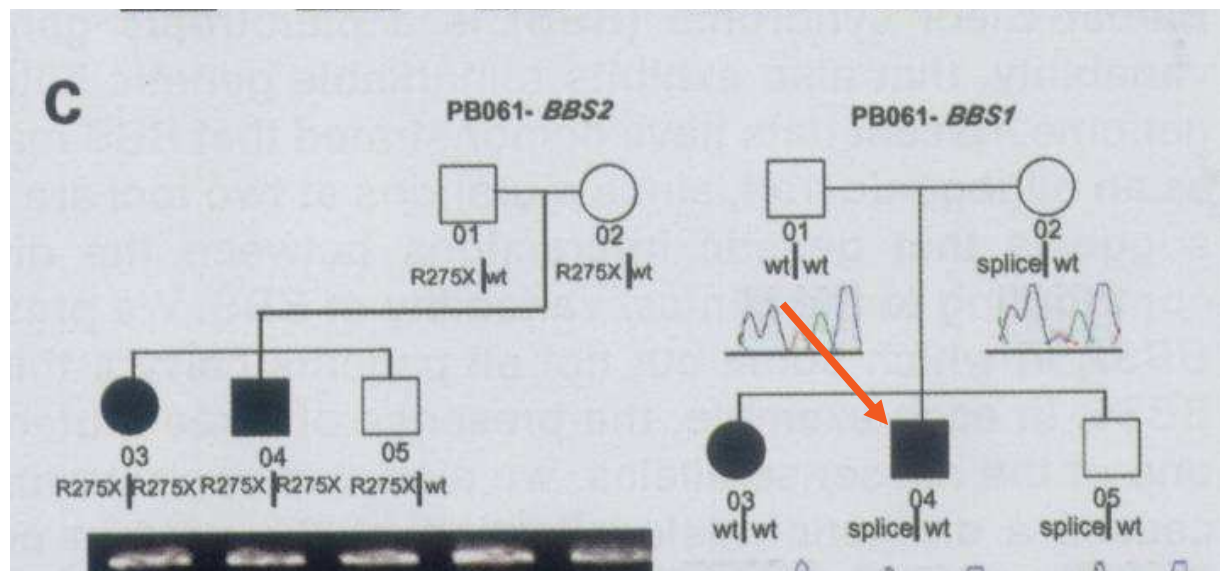 C
PB061- BBS2
PB061- BBS1
01
02
R275X|wt
R275X|wt
03
04
05
R275X|R275X
R275X|R275X
R275X|wt
01
02
wt|wt
splice|wt
03
04
05
wt|wt
splice|wt
splice|wt